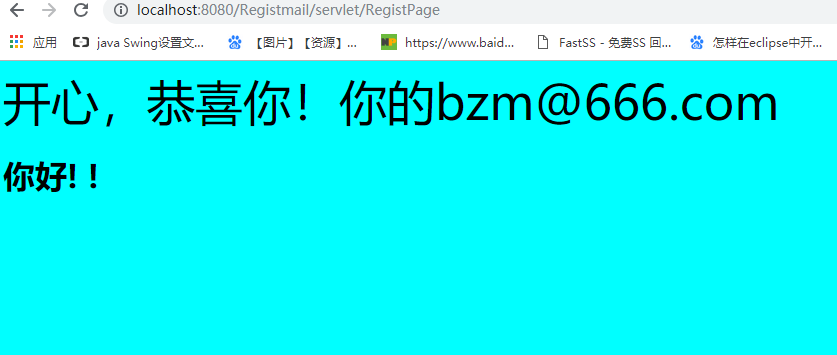 localhost:8080/Registmail/servlet/RegistPage
应用 java Swing设置文... 【图片】【资源】... https://www.baid... FastSS - 免费SS 回... 怎样在eclipse中开...
开心，恭喜你！你的bzm@666.com
你好! !